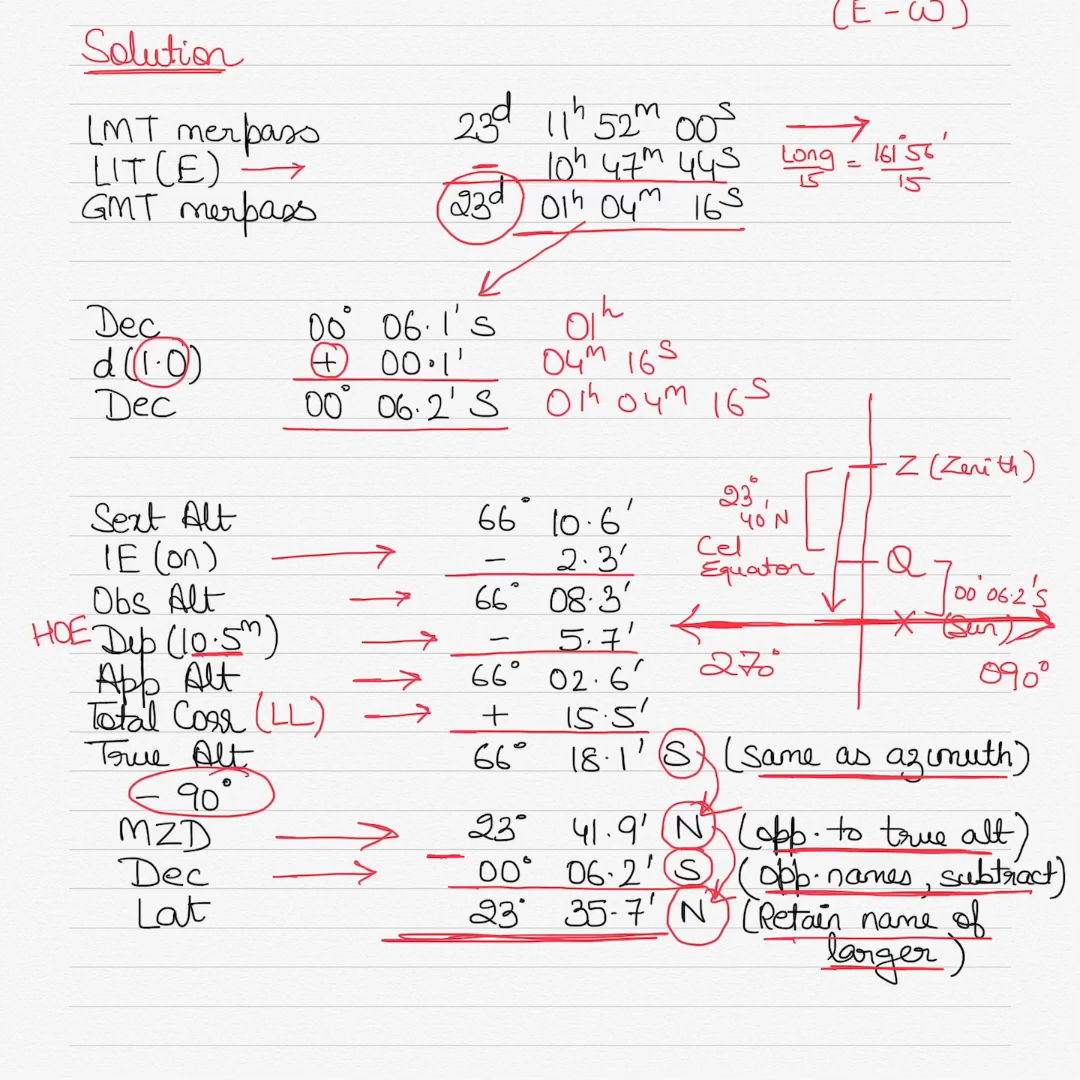 (E - W)
Solution
LMT merpass 23d 11h 52m 00s
LIT (E) - 10h 47m 44s Long/15 = 161° 56'/15
GMT merpass 23d 01h 04m 16s
Dec 00° 06.1' S 01h
d (1.0) + 00.1' 04m 16s
Dec 00° 06.2' S 01h 04m 16s
Z (Zenith)
23° 40' N
Cel Equator Q
00° 06.2' S
X (Sun)
270° 090°
Sext Alt 66° 10.6'
IE (on) - 2.3'
Obs Alt 66° 08.3'
HOE Dip (10.5m) - 5.7'
App Alt 66° 02.6'
Total Corr (LL) + 15.5'
True Alt 66° 18.1' S (Same as azimuth)
- 90°
MZD 23° 41.9' N (opp. to true alt)
Dec - 00° 06.2' S (opp. names, subtract)
Lat 23° 35.7' N (Retain name of
larger)